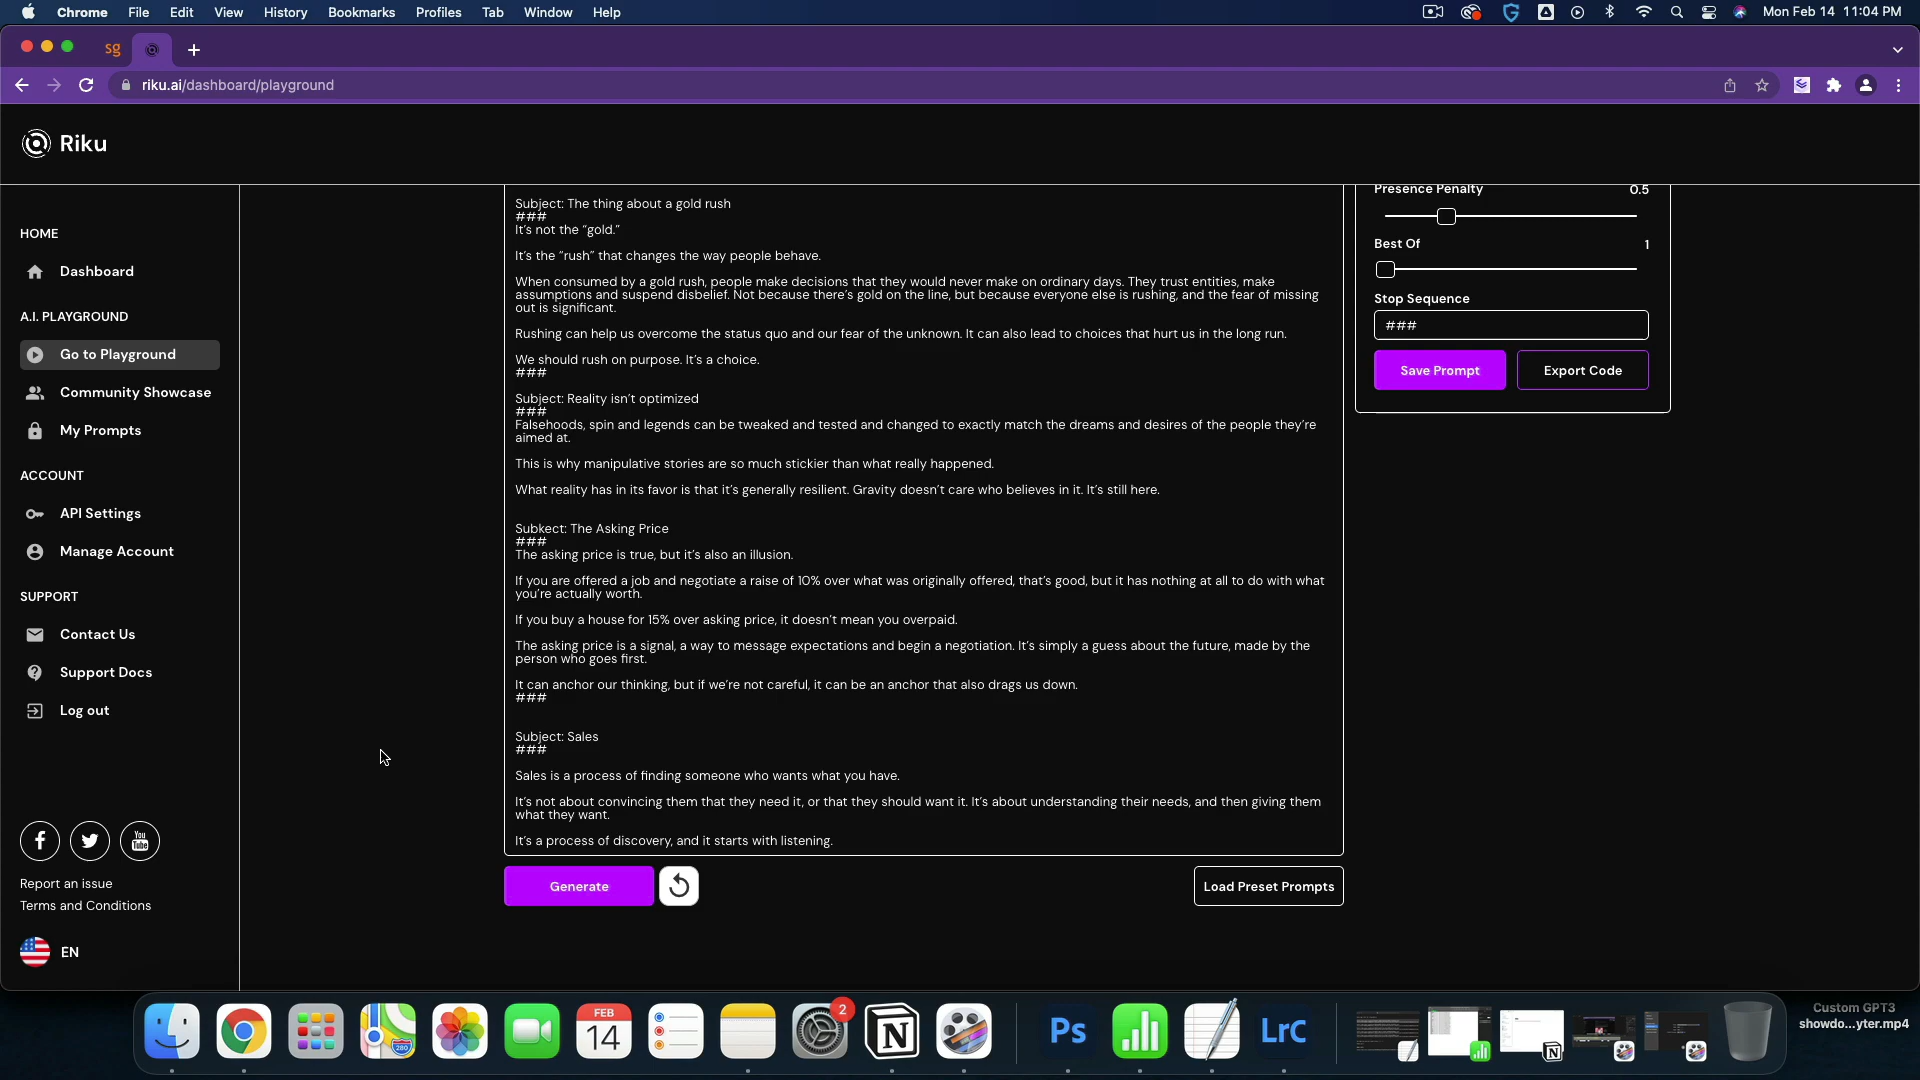 Chrome File Edit View History Bookmarks Profiles Tab Window Help
Mon Feb 14 11:04 PM
sg
riku.ai/dashboard/playground
Riku
HOME
Dashboard
A.I. PLAYGROUND
Go to Playground
Community Showcase
My Prompts
ACCOUNT
API Settings
Manage Account
SUPPORT
Contact Us
Support Docs
Log out
You
Tube
Report an issue
Terms and Conditions
EN
Subject: The thing about a gold rush
###
It’s not the “gold.”
It’s the “rush” that changes the way people behave.
When consumed by a gold rush, people make decisions that they would never make on ordinary days. They trust entities, make
assumptions and suspend disbelief. Not because there’s gold on the line, but because everyone else is rushing, and the fear of missing
out is significant.
Rushing can help us overcome the status quo and our fear of the unknown. It can also lead to choices that hurt us in the long run.
We should rush on purpose. It’s a choice.
###
Subject: Reality isn’t optimized
###
Falsehoods, spin and legends can be tweaked and tested and changed to exactly match the dreams and desires of the people they’re
aimed at.
This is why manipulative stories are so much stickier than what really happened.
What reality has in its favor is that it’s generally resilient. Gravity doesn’t care who believes in it. It’s still here.
Subkect: The Asking Price
###
The asking price is true, but it’s also an illusion.
If you are offered a job and negotiate a raise of 10% over what was originally offered, that’s good, but it has nothing at all to do with what
you’re actually worth.
If you buy a house for 15% over asking price, it doesn’t mean you overpaid.
The asking price is a signal, a way to message expectations and begin a negotiation. It’s simply a guess about the future, made by the
person who goes first.
It can anchor our thinking, but if we’re not careful, it can be an anchor that also drags us down.
###
Subject: Sales
###
Sales is a process of finding someone who wants what you have.
It’s not about convincing them that they need it, or that they should want it. It’s about understanding their needs, and then giving them
what they want.
It’s a process of discovery, and it starts with listening.
Generate
Load Preset Prompts
Presence Penalty 0.5
Best Of 1
Stop Sequence
###
Save Prompt
Export Code
280
FEB
14
2
Ps
LrC
Custom GPT3
showdo...yter.mp4